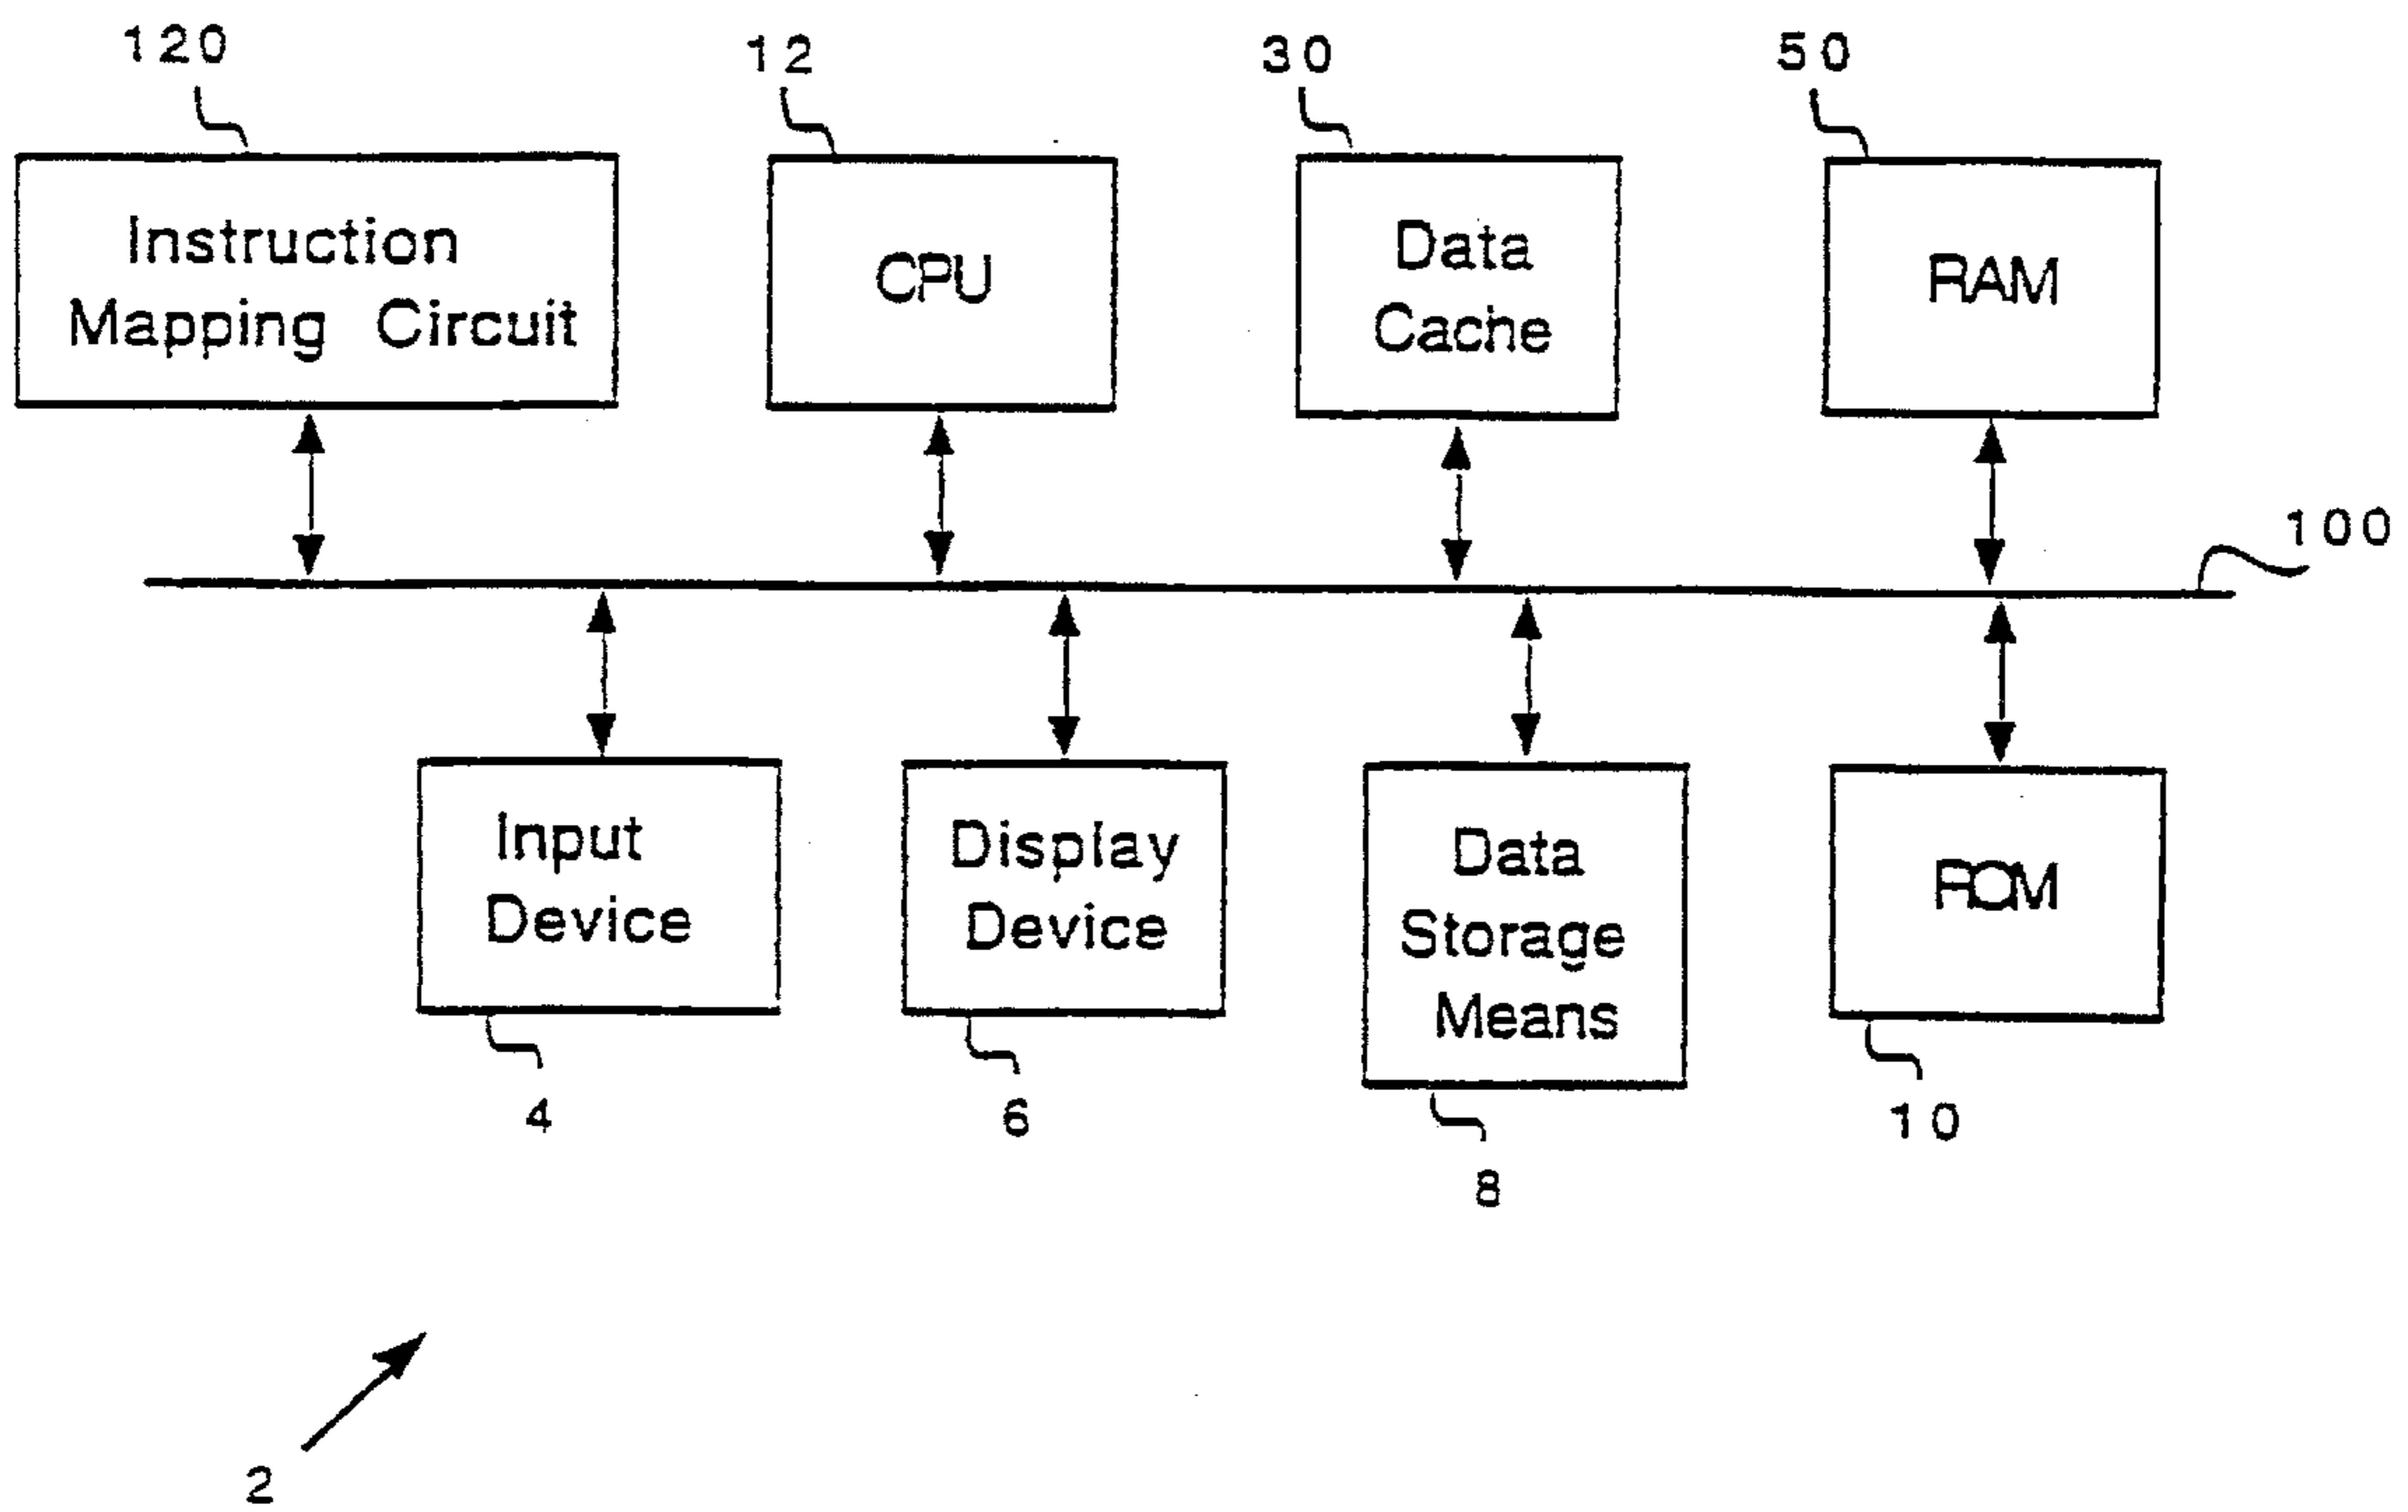 120
12
30
50
Instruction
Mapping Circuit
CPU
Data
Cache
RAM
100
Input
Device
Display
Device
Data
Storage
Means
ROM
4
6
8
10
2